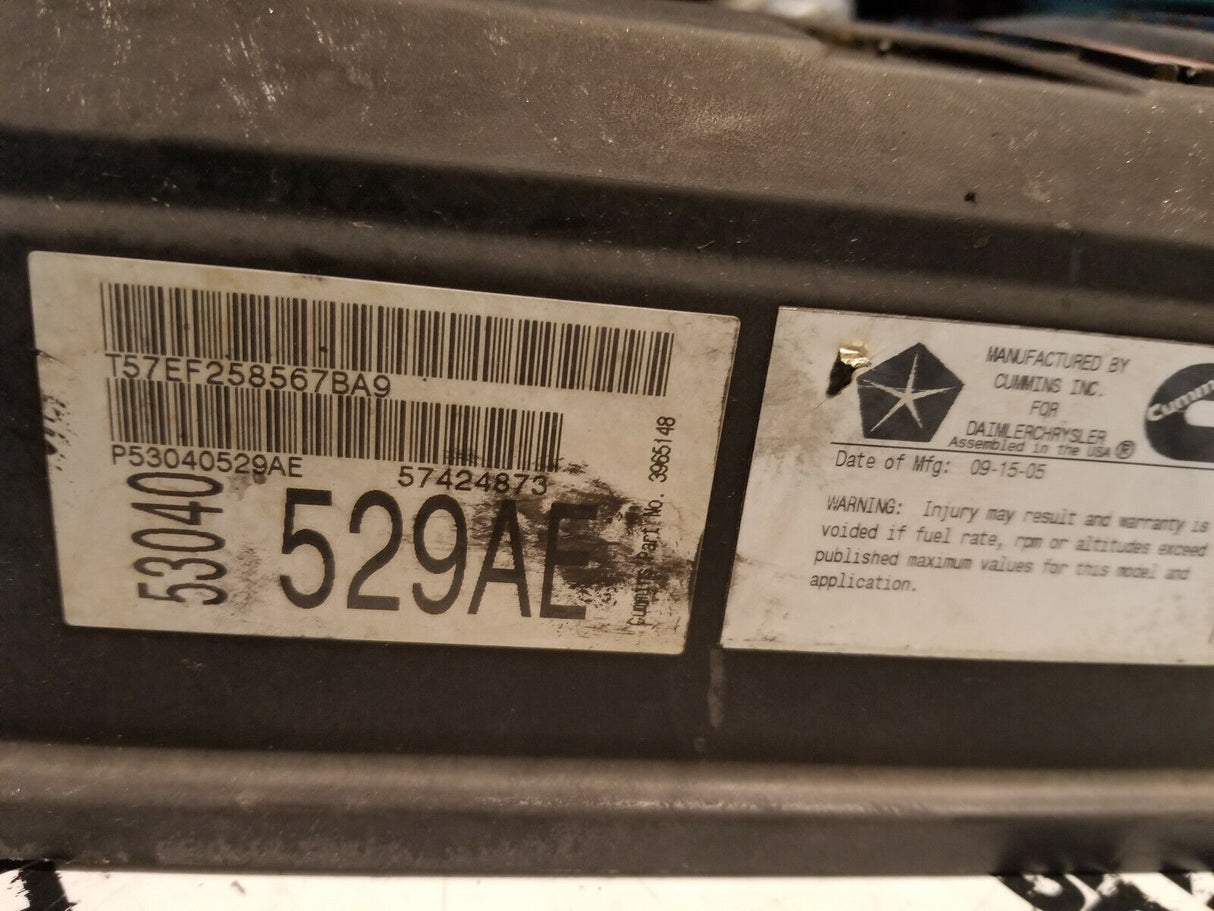 T57EF258567BA9
P53040529AE 57424873
53040
529AE
Cummins Part No. 3965148
MANUFACTURED BY
CUMMINS INC.
FOR
DAIMLERCHRYSLER
Assembled in the USA ®
Cumm
Date of Mfg: 09-15-05
WARNING: Injury may result and warranty is
voided if fuel rate, rpm or altitudes exceed
published maximum values for this model and
application.